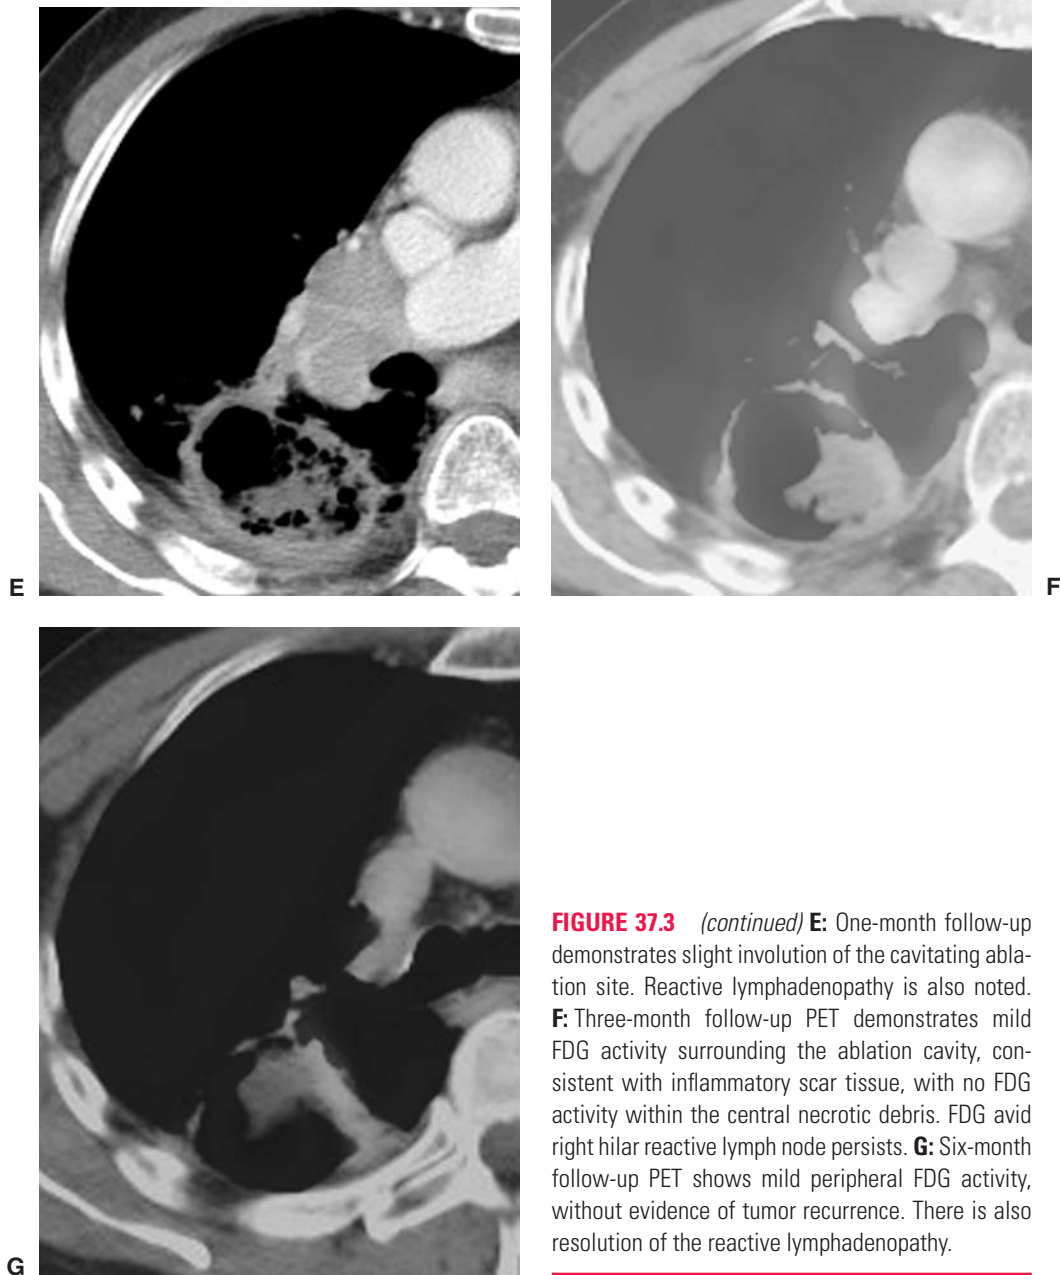 E
F
G
FIGURE 37.3 (continued) E: One-month follow-up
demonstrates slight involution of the cavitating abla-
tion site. Reactive lymphadenopathy is also noted.
F: Three-month follow-up PET demonstrates mild
FDG activity surrounding the ablation cavity, con-
sistent with inflammatory scar tissue, with no FDG
activity within the central necrotic debris. FDG avid
right hilar reactive lymph node persists. G: Six-month
follow-up PET shows mild peripheral FDG activity,
without evidence of tumor recurrence. There is also
resolution of the reactive lymphadenopathy.